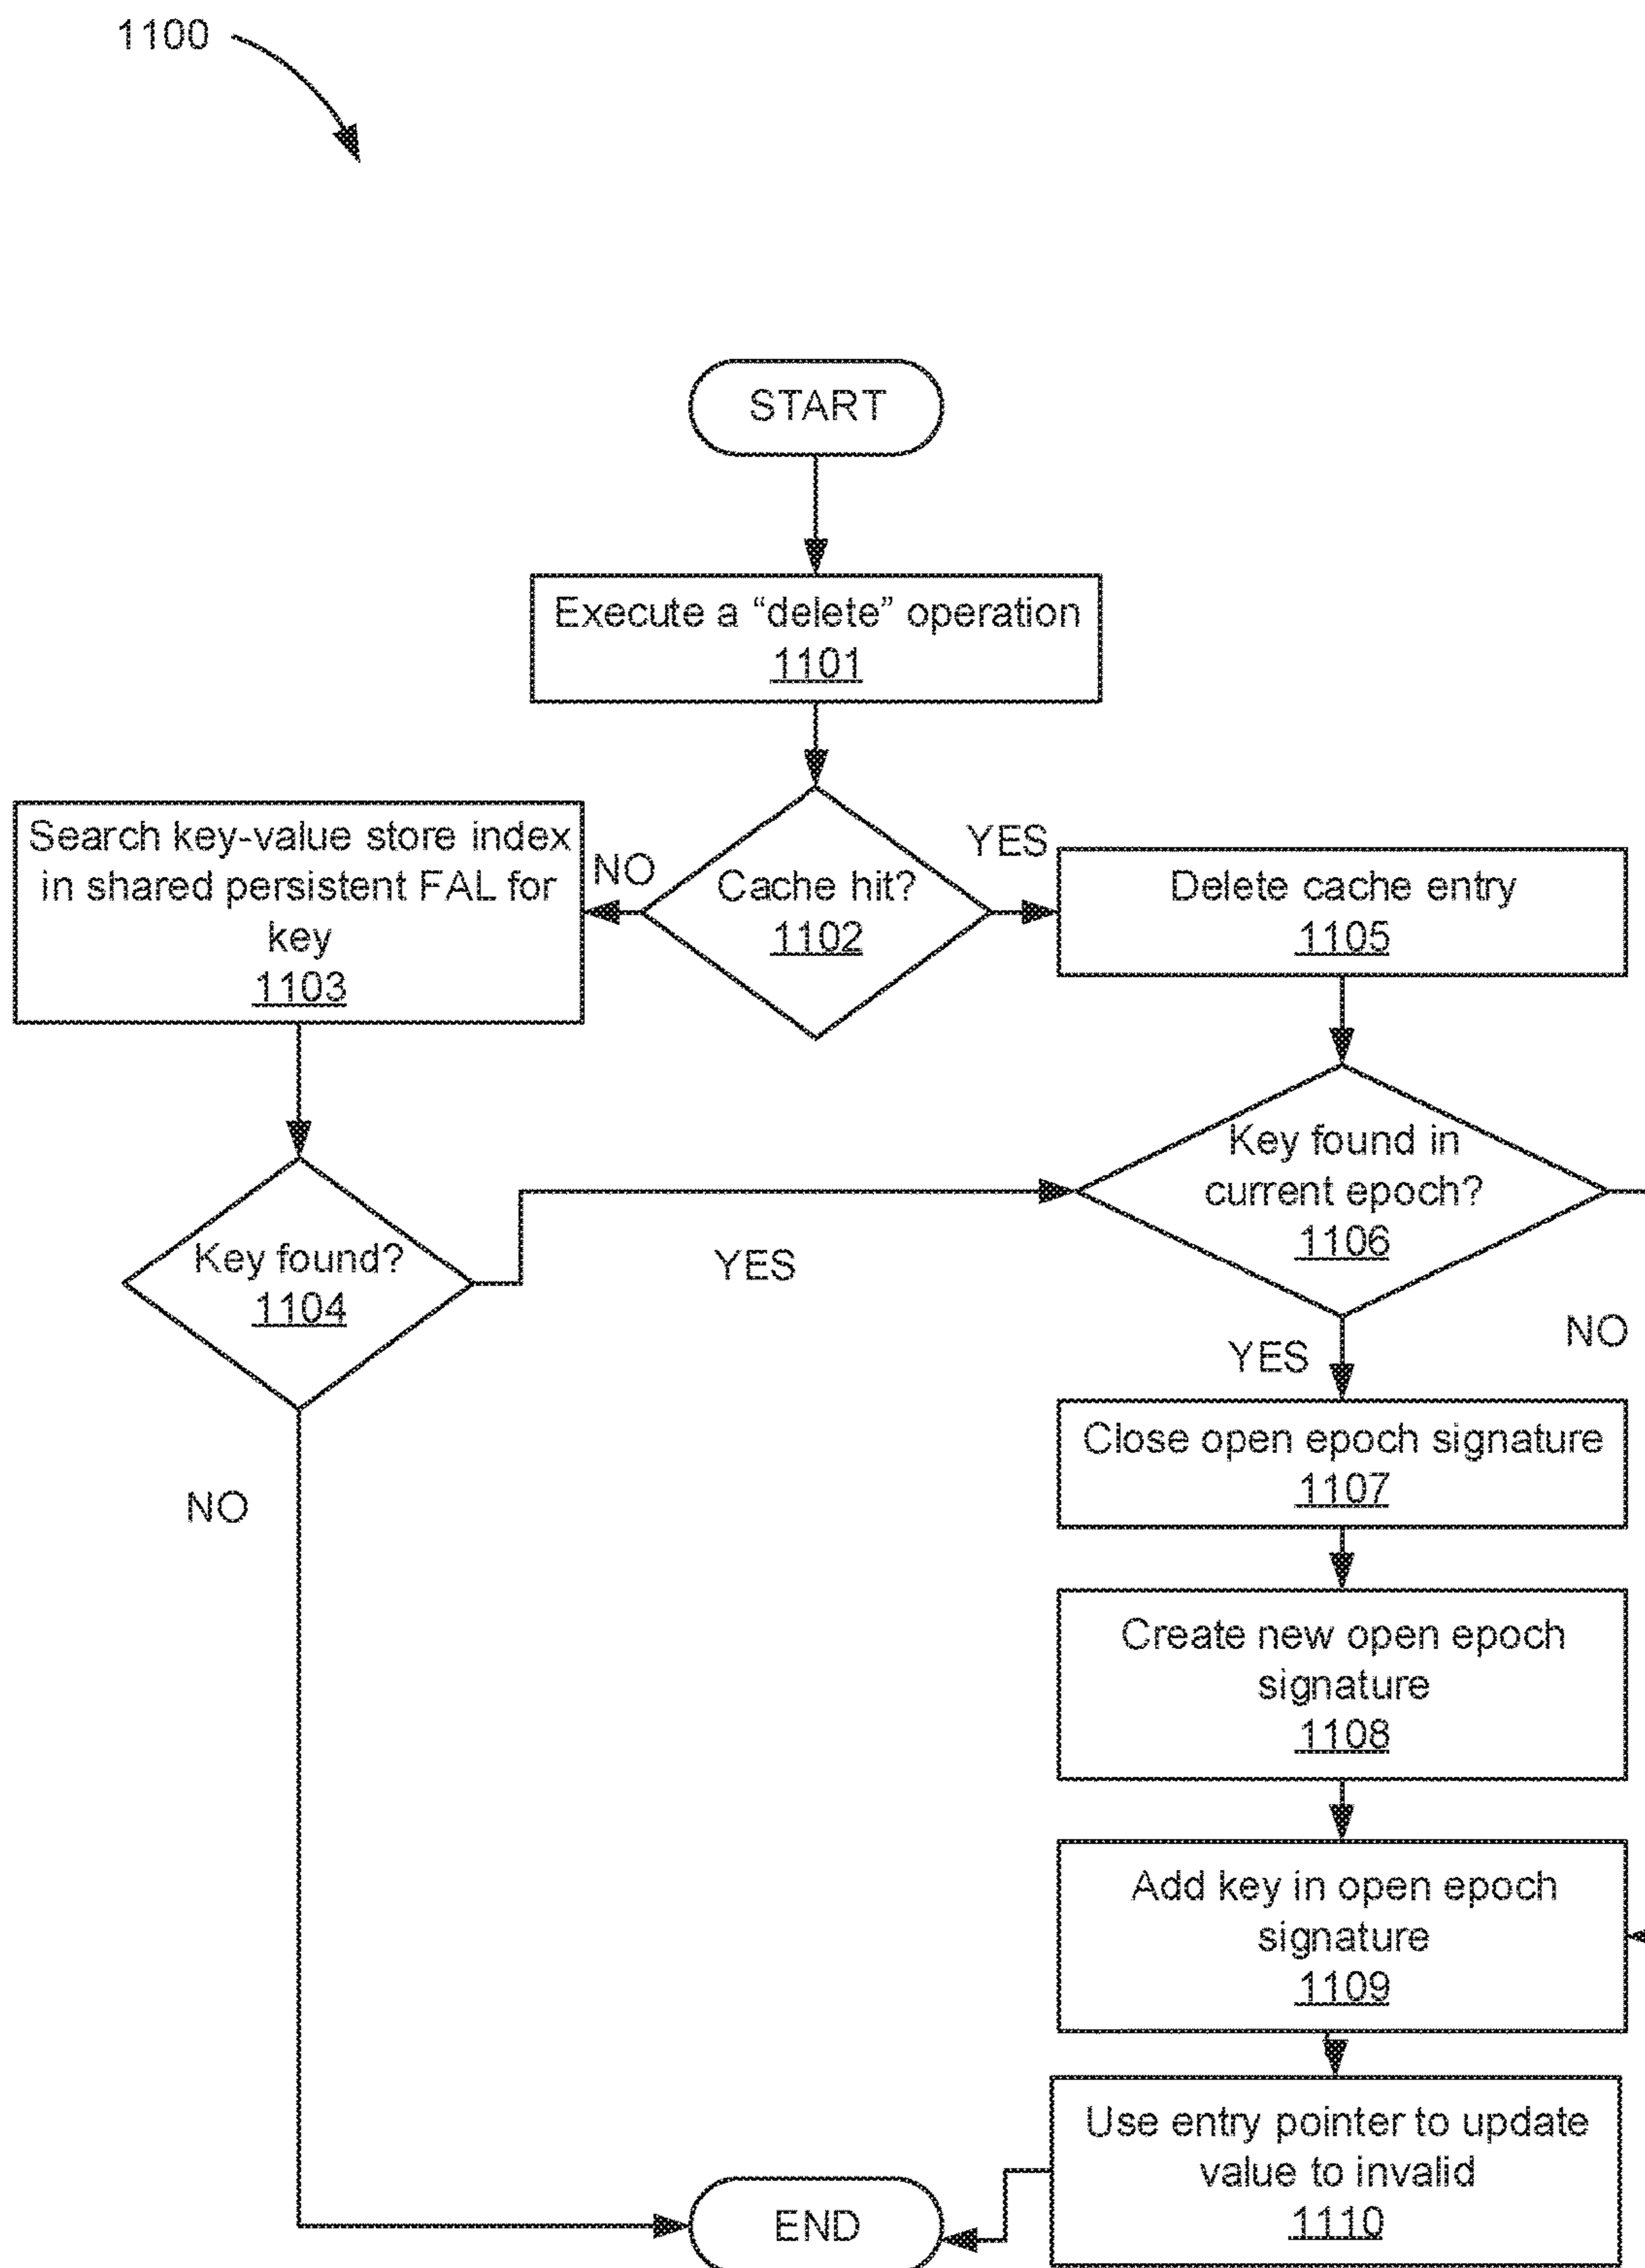 1100
START
Execute a “delete” operation
1101
Search key-value store index
in shared persistent FAL for
key
1103
NO
Cache hit?
1102
YES
Delete cache entry
1105
Key found?
1104
YES
Key found in
current epoch?
1106
NO
YES
NO
Close open epoch signature
1107
Create new open epoch
signature
1108
Add key in open epoch
signature
1109
Use entry pointer to update
value to invalid
1110
END